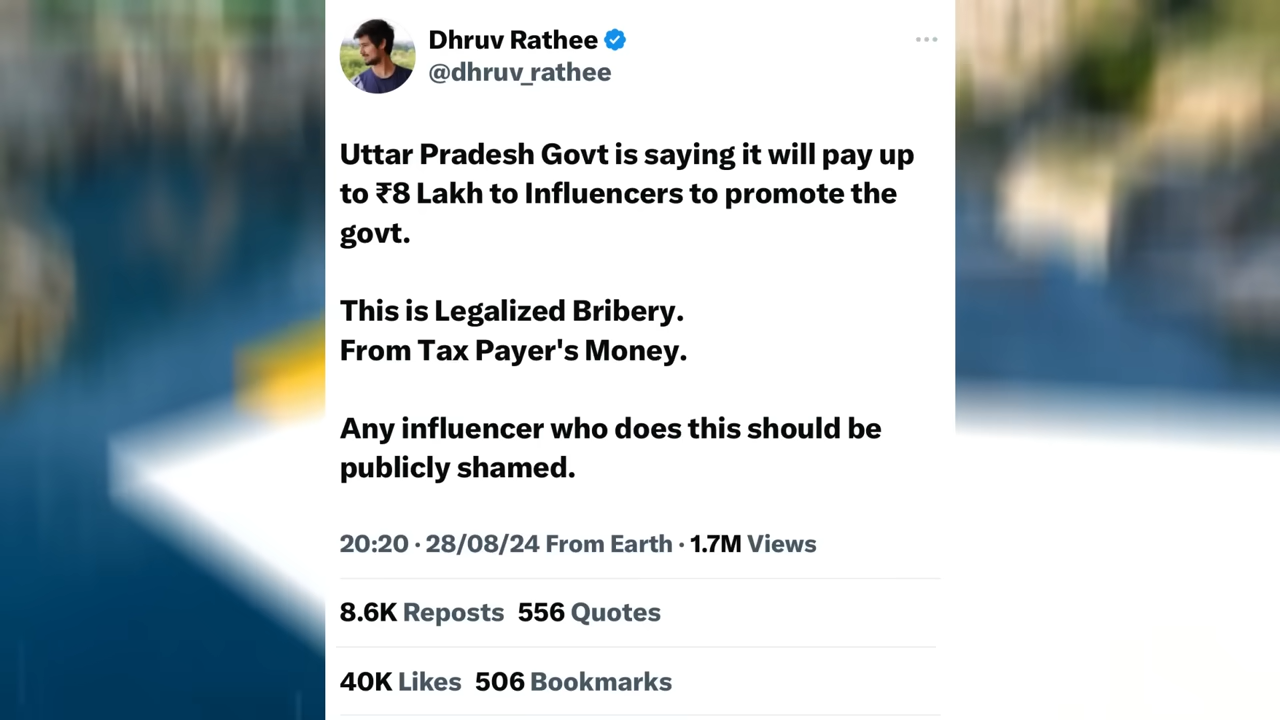 Dhruv Rathee
@dhruv_rathee
Uttar Pradesh Govt is saying it will pay up
to ₹8 Lakh to Influencers to promote the
govt.
This is Legalized Bribery.
From Tax Payer's Money.
Any influencer who does this should be
publicly shamed.
20:20 · 28/08/24 From Earth · 1.7M Views
8.6K Reposts 556 Quotes
40K Likes 506 Bookmarks